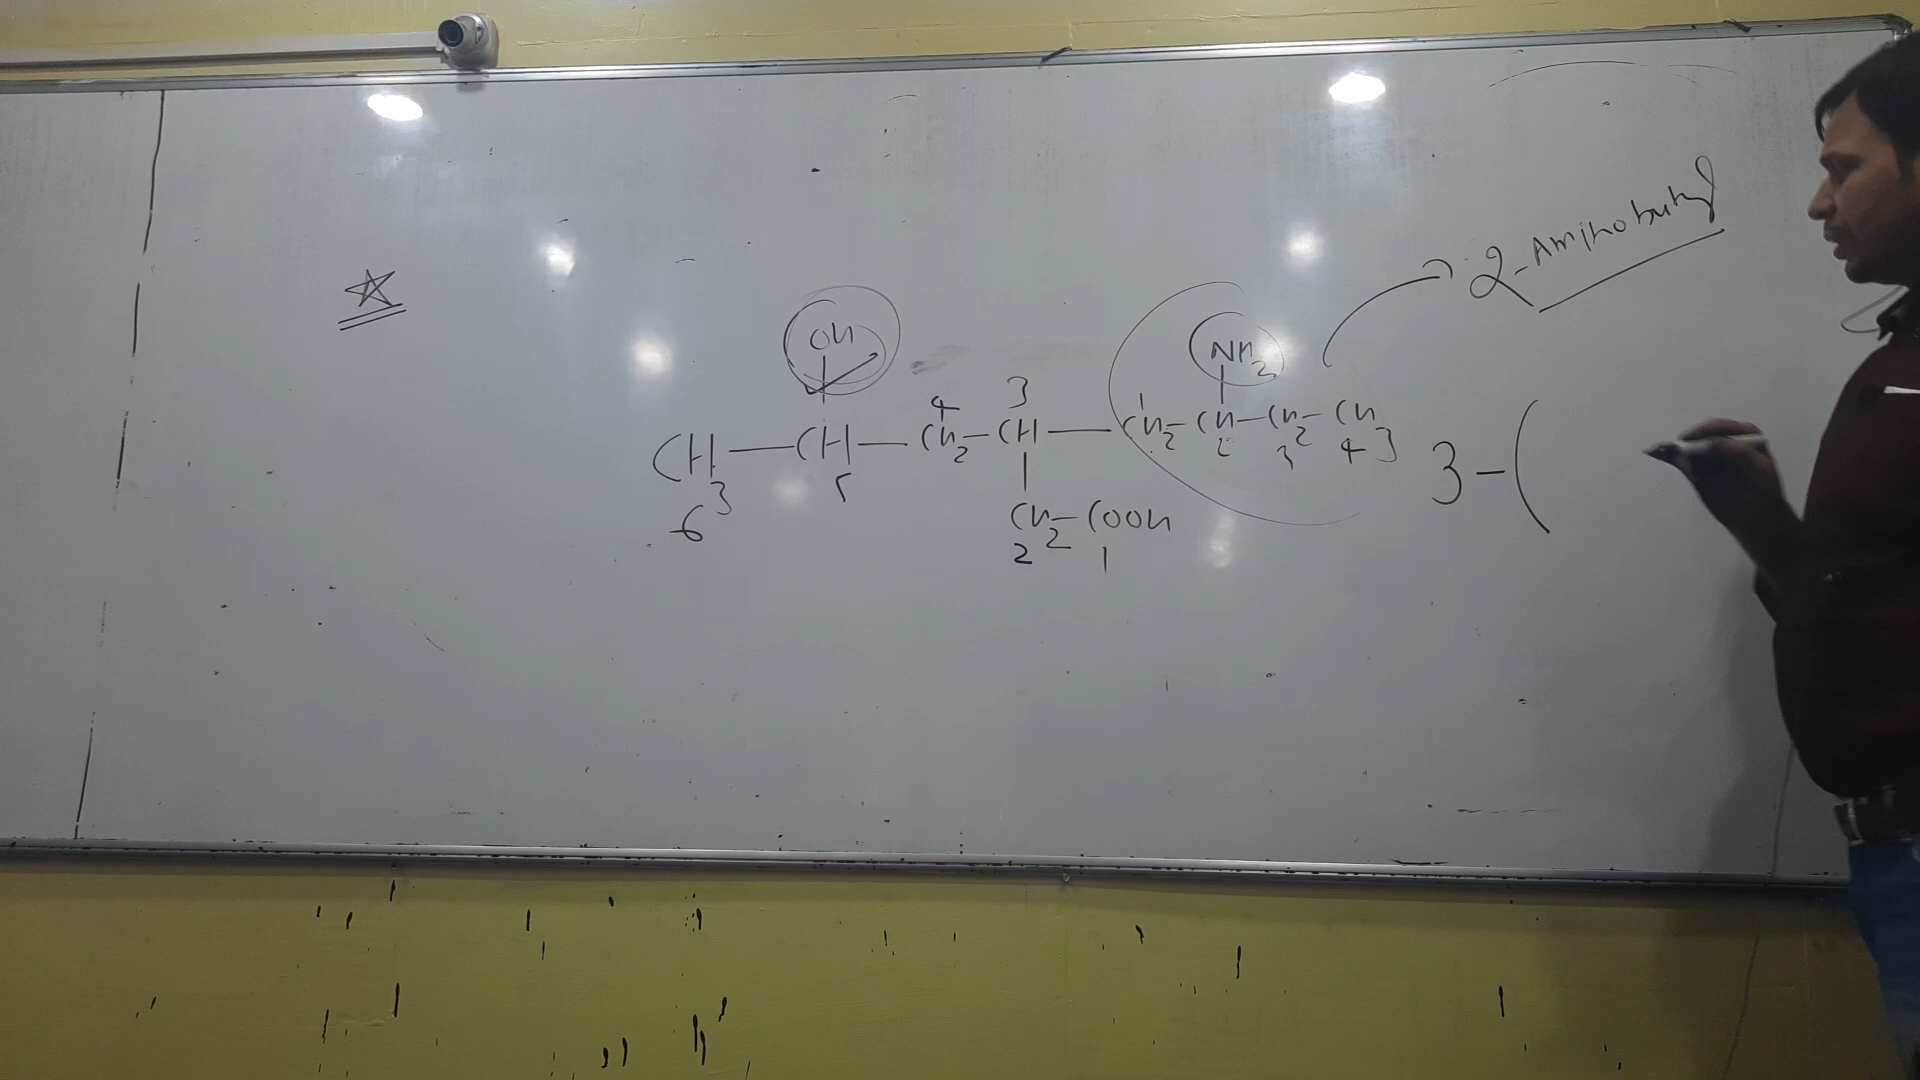 2-Aminobutyl
OH NH2
4 3 1
CH3—CH—CH2—CH—CH2—CH—CH2—CH3
6 5 2 3 4
3-(
CH2—COOH
2 1